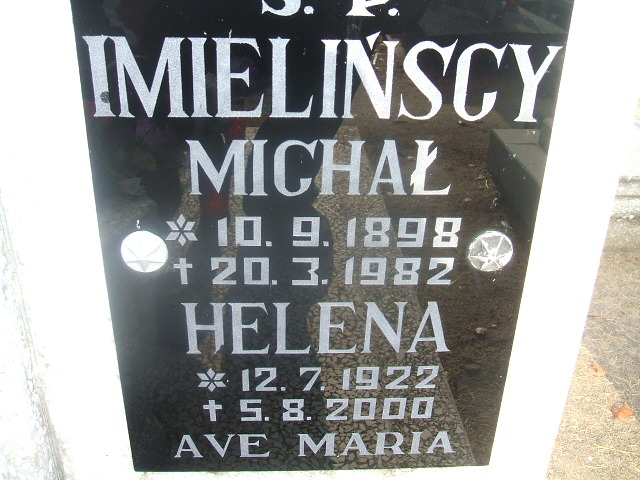 Ś. P.
IMIELIŃSCY
MICHAŁ
* 10. 9. 1898
† 20. 3. 1982
HELENA
* 12. 7. 1922
† 5. 8. 2000
AVE MARIA